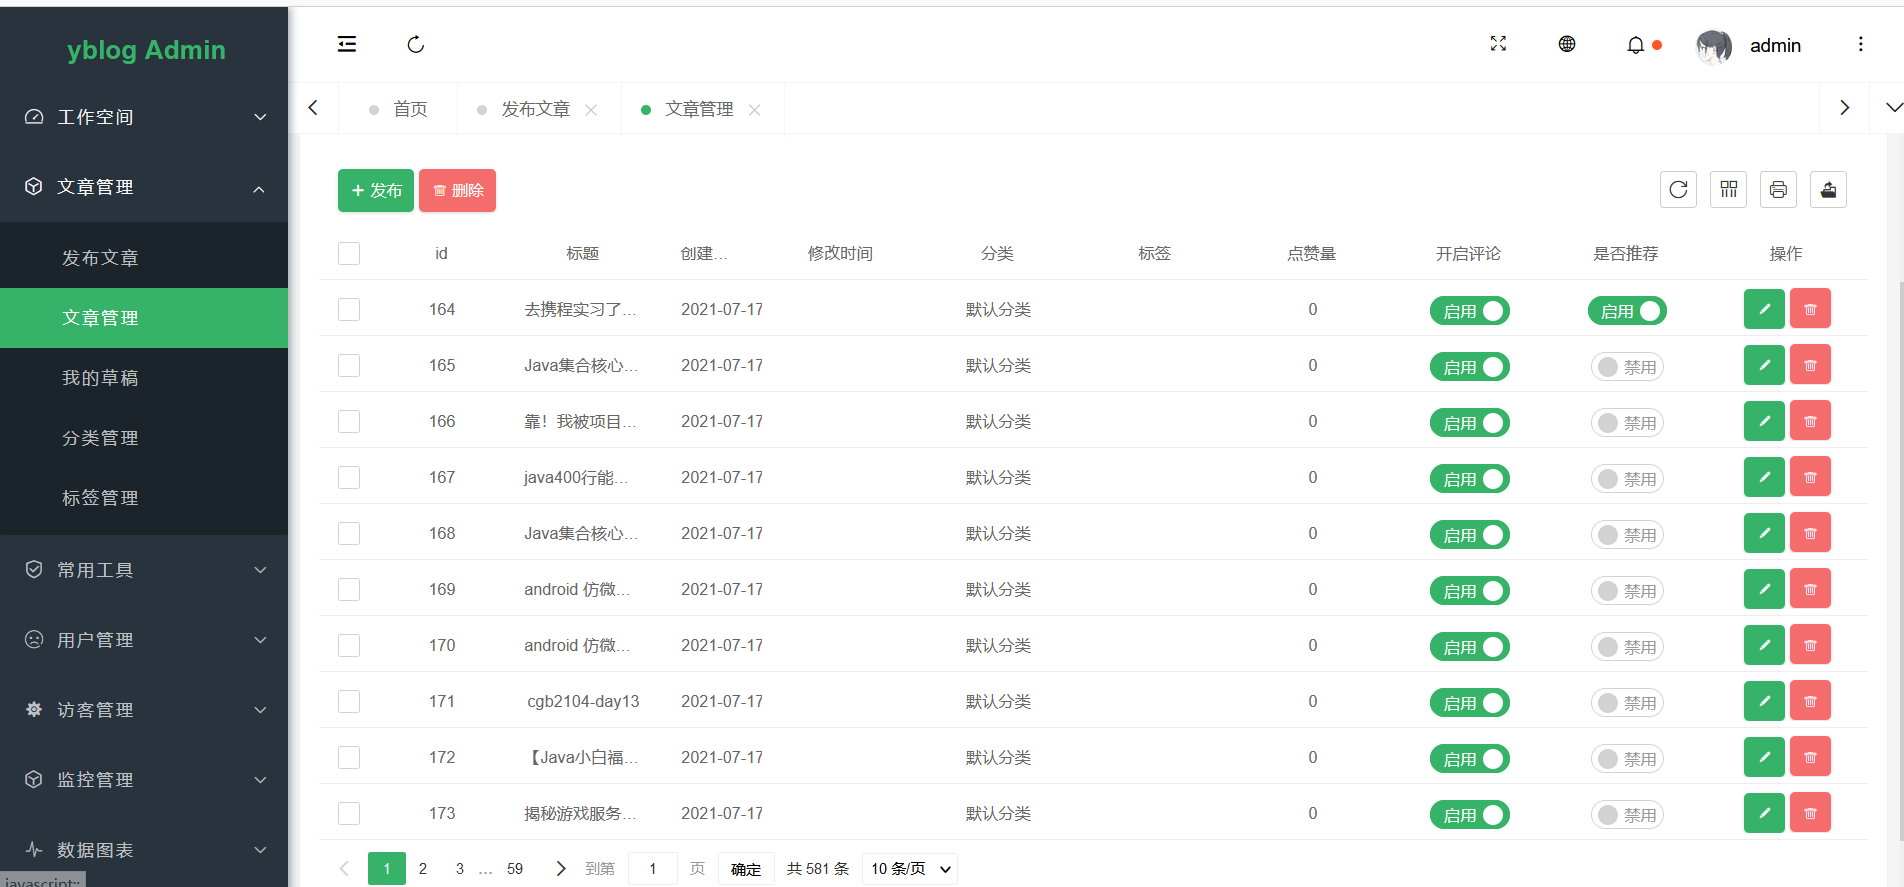 yblog Admin
工作空间
文章管理
发布文章
文章管理
我的草稿
分类管理
标签管理
常用工具
用户管理
访客管理
监控管理
数据图表
javascript:;
admin
首页 发布文章 文章管理
发布 删除
id 标题 创建... 修改时间 分类 标签 点赞量 开启评论 是否推荐 操作
164 去携程实习了... 2021-07-17 默认分类 0 启用 启用
165 Java集合核心... 2021-07-17 默认分类 0 启用 禁用
166 靠！我被项目... 2021-07-17 默认分类 0 启用 禁用
167 java400行能... 2021-07-17 默认分类 0 启用 禁用
168 Java集合核心... 2021-07-17 默认分类 0 启用 禁用
169 android 仿微... 2021-07-17 默认分类 0 启用 禁用
170 android 仿微... 2021-07-17 默认分类 0 启用 禁用
171 cgb2104-day13 2021-07-17 默认分类 0 启用 禁用
172 【Java小白福... 2021-07-17 默认分类 0 启用 禁用
173 揭秘游戏服务... 2021-07-17 默认分类 0 启用 禁用
1 2 3 ... 59 到第 1 页 确定 共 581 条 10 条/页